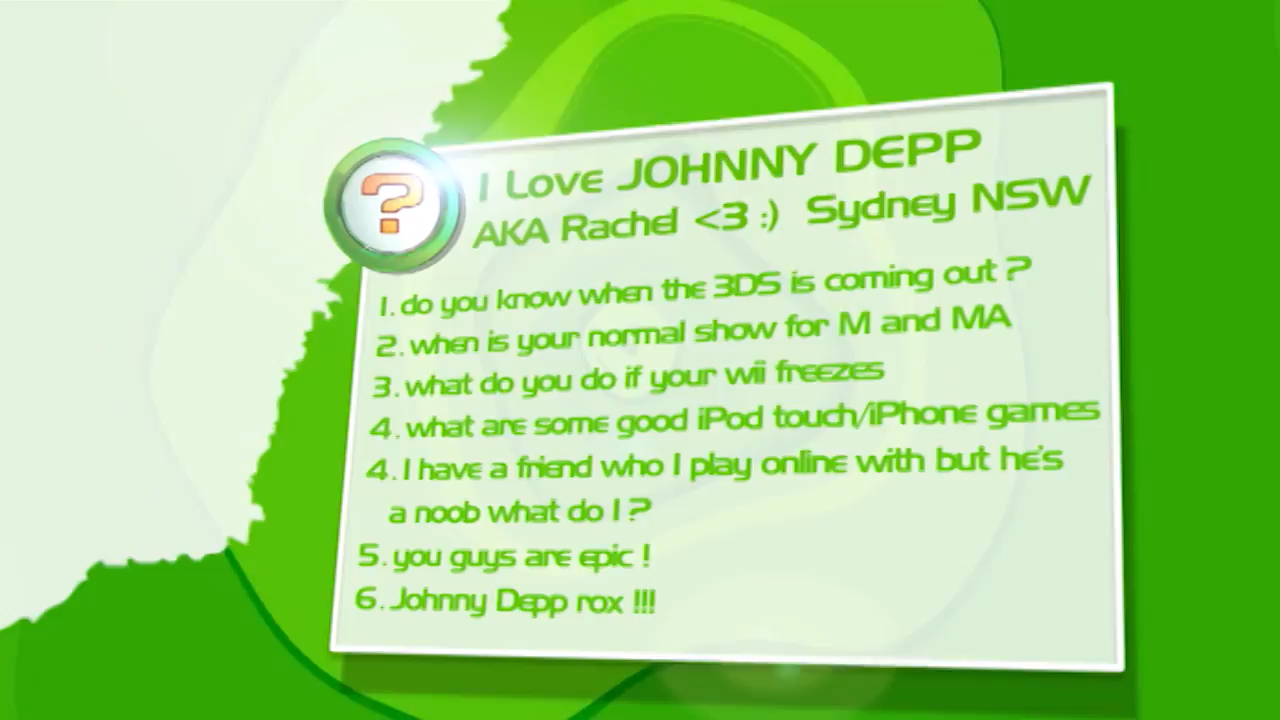 ?
I Love JOHNNY DEPP
AKA Rachel <3 :) Sydney NSW
1. do you know when the 3DS is coming out ?
2. when is your normal show for M and MA
3. what do you do if your wii freezes
4. what are some good iPod touch/iPhone games
4. I have a friend who I play online with but he's
a noob what do I ?
5. you guys are epic !
6. Johnny Depp rox !!!